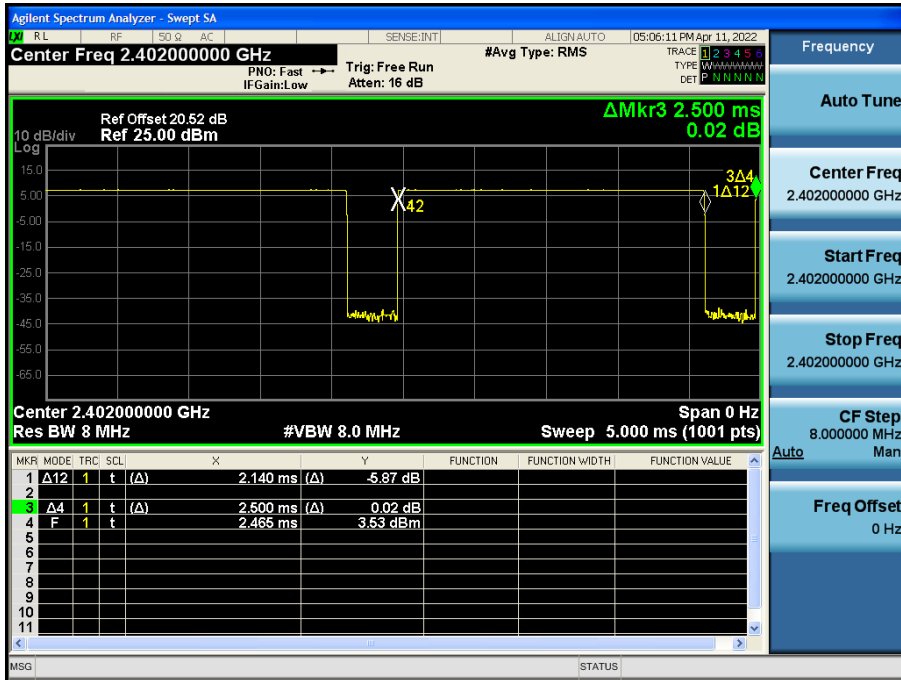 Agilent Spectrum Analyzer - Swept SA
LXI RL RF 50 Ω AC SENSE:INT ALIGN AUTO 05:06:11 PM Apr 11, 2022
Center Freq 2.402000000 GHz #Avg Type: RMS TRACE 1 2 3 4 5 6
PNO: Fast Trig: Free Run TYPE WWWWWW
IFGain:Low Atten: 16 dB DET P N N N N N
Frequency
Auto Tune
Center Freq
2.402000000 GHz
Start Freq
2.402000000 GHz
Stop Freq
2.402000000 GHz
CF Step
8.000000 MHz
Auto Man
Freq Offset
0 Hz
ΔMkr3 2.500 ms
0.02 dB
Ref Offset 20.52 dB
10 dB/div Ref 25.00 dBm
Log
15.0
5.00
-5.00
-15.0
-25.0
-35.0
-45.0
-55.0
-65.0
3Δ4
1Δ12
42
Center 2.402000000 GHz Span 0 Hz
Res BW 8 MHz #VBW 8.0 MHz Sweep 5.000 ms (1001 pts)
MKR MODE TRC SCL X Y FUNCTION FUNCTION WIDTH FUNCTION VALUE
1 Δ12 1 t (Δ) 2.140 ms (Δ) -5.87 dB
2
3 Δ4 1 t (Δ) 2.500 ms (Δ) 0.02 dB
4 F 1 t 2.465 ms 3.53 dBm
5
6
7
8
9
10
11
MSG STATUS